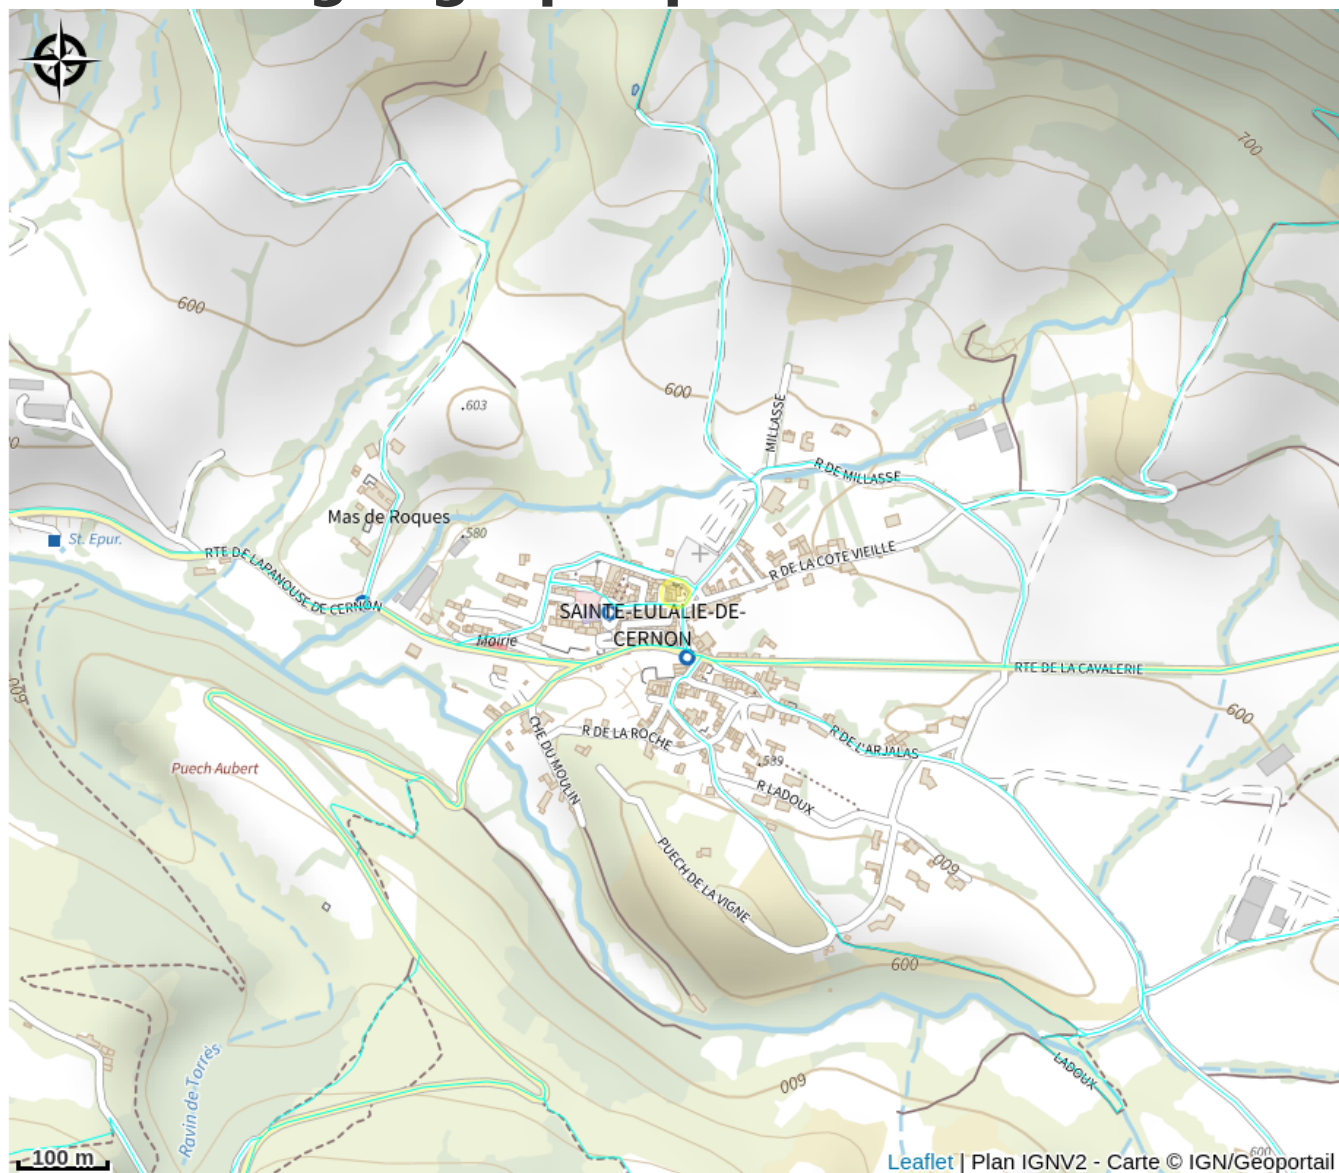 700
600
600
603
MILLASSE
R DE MILLASSE
Mas de Roques
580
St. Epur.
RTE DE LAPANOUSE DE CERNON
R DE LA COTE VIEILLE
SAINTE-EULALIE-DE-
CERNON
Mairie
RTE DE LA CAVALERIE
600
600
CHE DU MOULIN
R DE LA ROCHE
R DE L'ARJALAS
Puech Aubert
589
R LADOUX
PUECH DE LA VIGNE
600
600
LADOUX
600
Ravin de Torrès
600
100 m
Leaflet | Plan IGNV2 - Carte © IGN/Geoportail